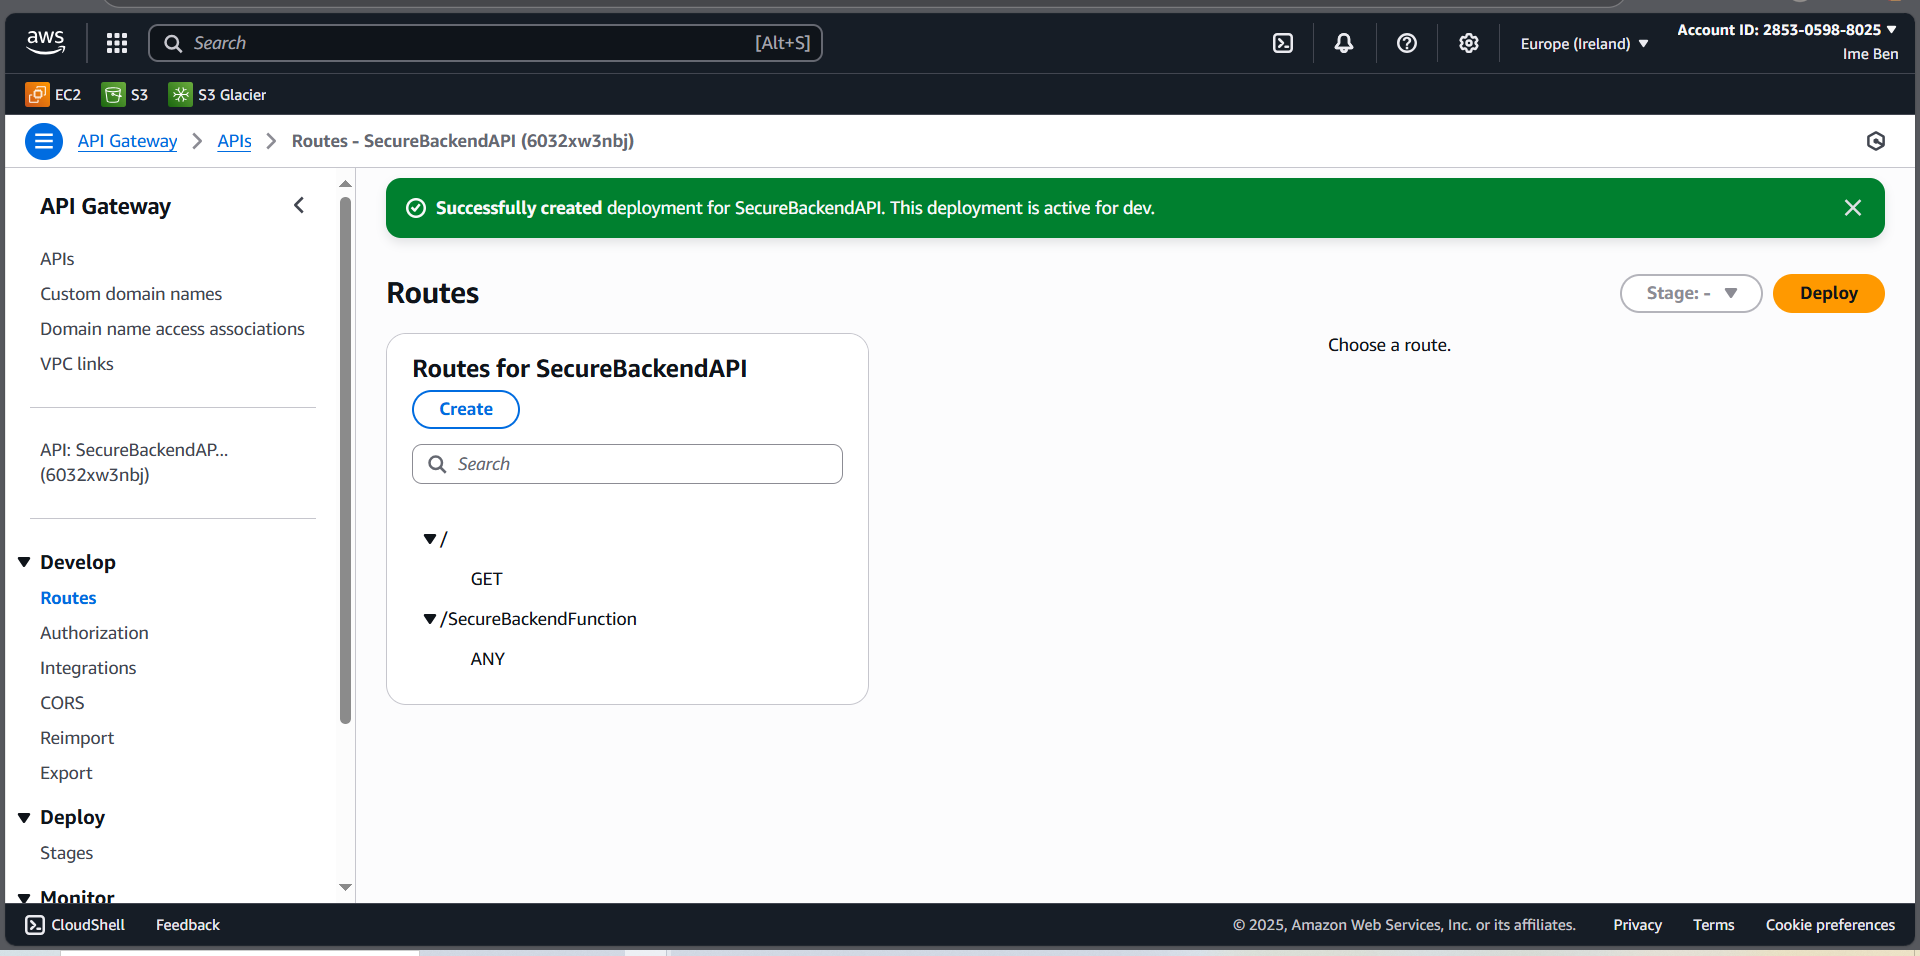 aws
Search [Alt+S]
Europe (Ireland)
Account ID: 2853-0598-8025
Ime Ben
EC2 S3 S3 Glacier
API Gateway APIs Routes - SecureBackendAPI (6032xw3nbj)
API Gateway
APIs
Custom domain names
Domain name access associations
VPC links
API: SecureBackendAP...
(6032xw3nbj)
Develop
Routes
Authorization
Integrations
CORS
Reimport
Export
Deploy
Stages
Monitor
Successfully created deployment for SecureBackendAPI. This deployment is active for dev.
Routes
Stage: -
Deploy
Routes for SecureBackendAPI
Create
Search
/
GET
/SecureBackendFunction
ANY
Choose a route.
CloudShell Feedback © 2025, Amazon Web Services, Inc. or its affiliates. Privacy Terms Cookie preferences